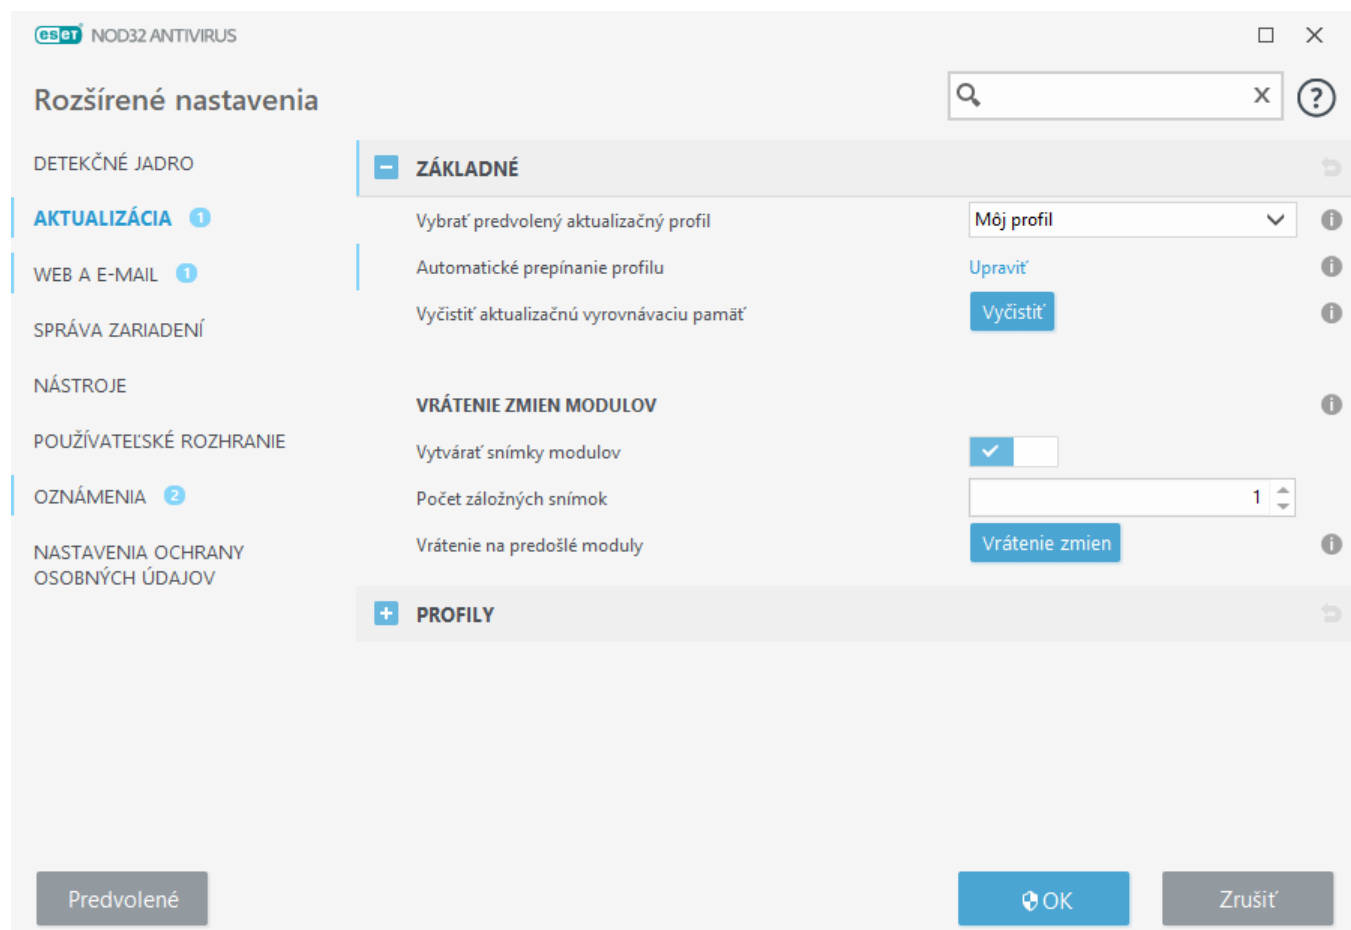 eset NOD32 ANTIVIRUS
Rozšírené nastavenia
x
?
DETEKČNÉ JADRO
AKTUALIZÁCIA 1
WEB A E-MAIL 1
SPRÁVA ZARIADENÍ
NÁSTROJE
POUŽÍVATEĽSKÉ ROZHRANIE
OZNÁMENIA 2
NASTAVENIA OCHRANY
OSOBNÝCH ÚDAJOV
ZÁKLADNÉ
Vybrať predvolený aktualizačný profil Môj profil
Automatické prepínanie profilu Upraviť
Vyčistiť aktualizačnú vyrovnávaciu pamäť Vyčistiť
VRÁTENIE ZMIEN MODULOV
Vytvárať snímky modulov
Počet záložných snímok 1
Vrátenie na predošlé moduly Vrátenie zmien
PROFILY
Predvolené OK Zrušiť